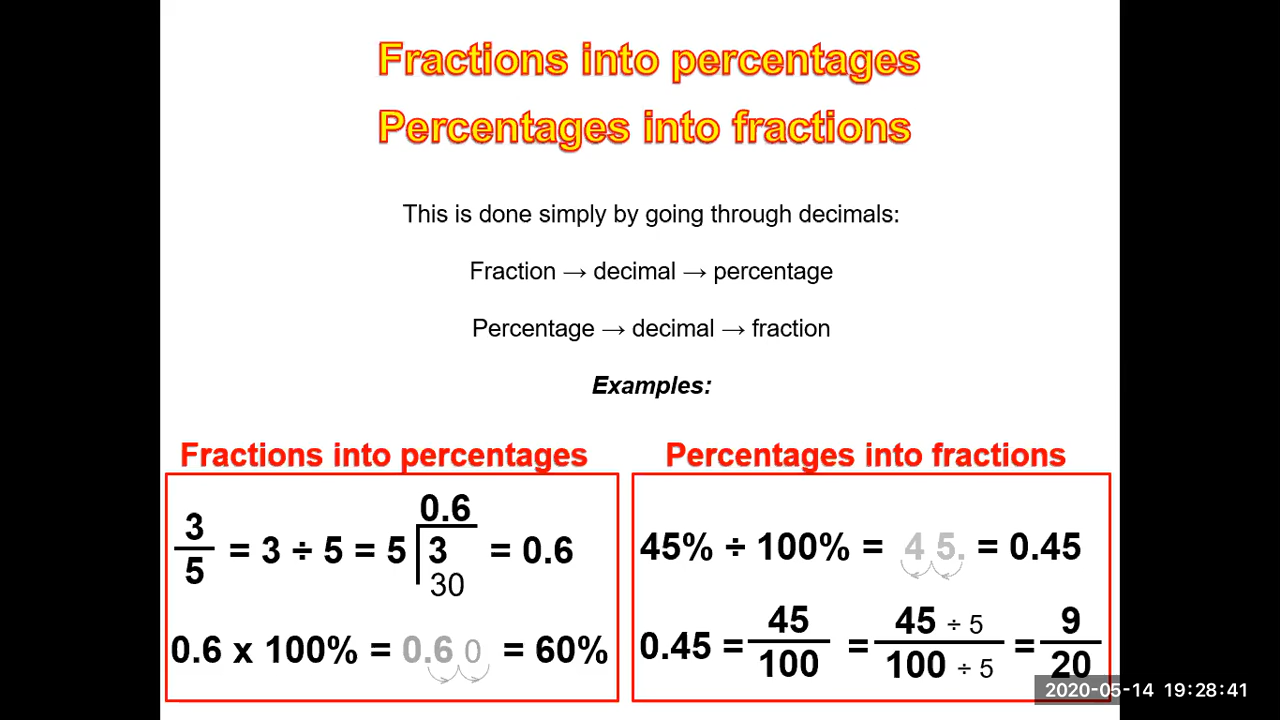 Fractions into percentages
Percentages into fractions
This is done simply by going through decimals:
Fraction → decimal → percentage
Percentage → decimal → fraction
Examples:
Fractions into percentages
0.6
3/5 = 3 ÷ 5 = 5 3 = 0.6
30
0.6 x 100% = 0.6 0 = 60%
Percentages into fractions
45% ÷ 100% = 4 5. = 0.45
0.45 = 45/100 = 45 ÷ 5/100 ÷ 5 = 9/20
2020-05-14 19:28:41